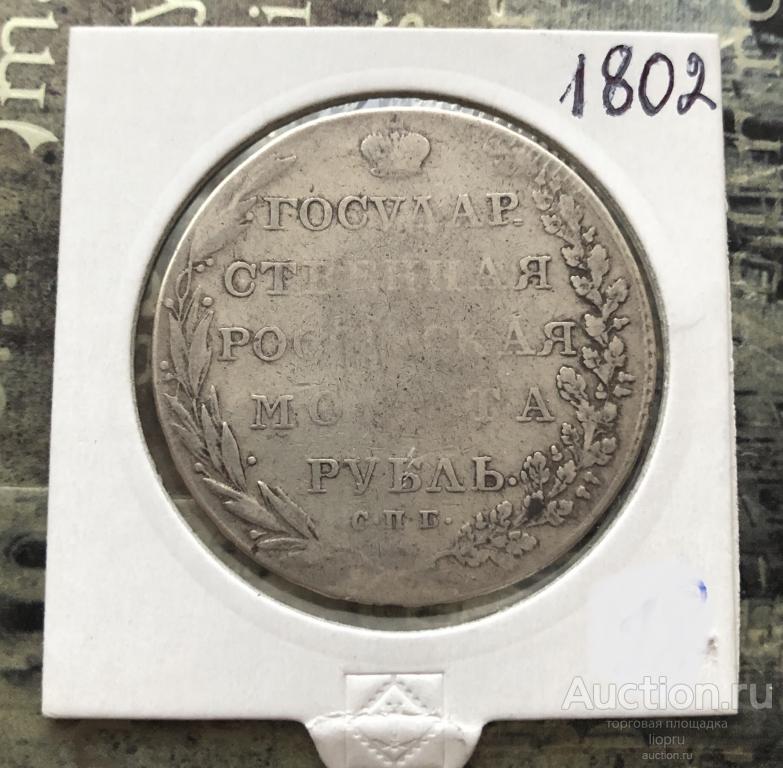 1802
ГОСУДАР
СТВЕННАЯ
РОССІЙСКАЯ
МОНЕТА
РУБЛЬ.
С·П·Б·
Auction.ru
торговая площадка
liopru
auction.ru